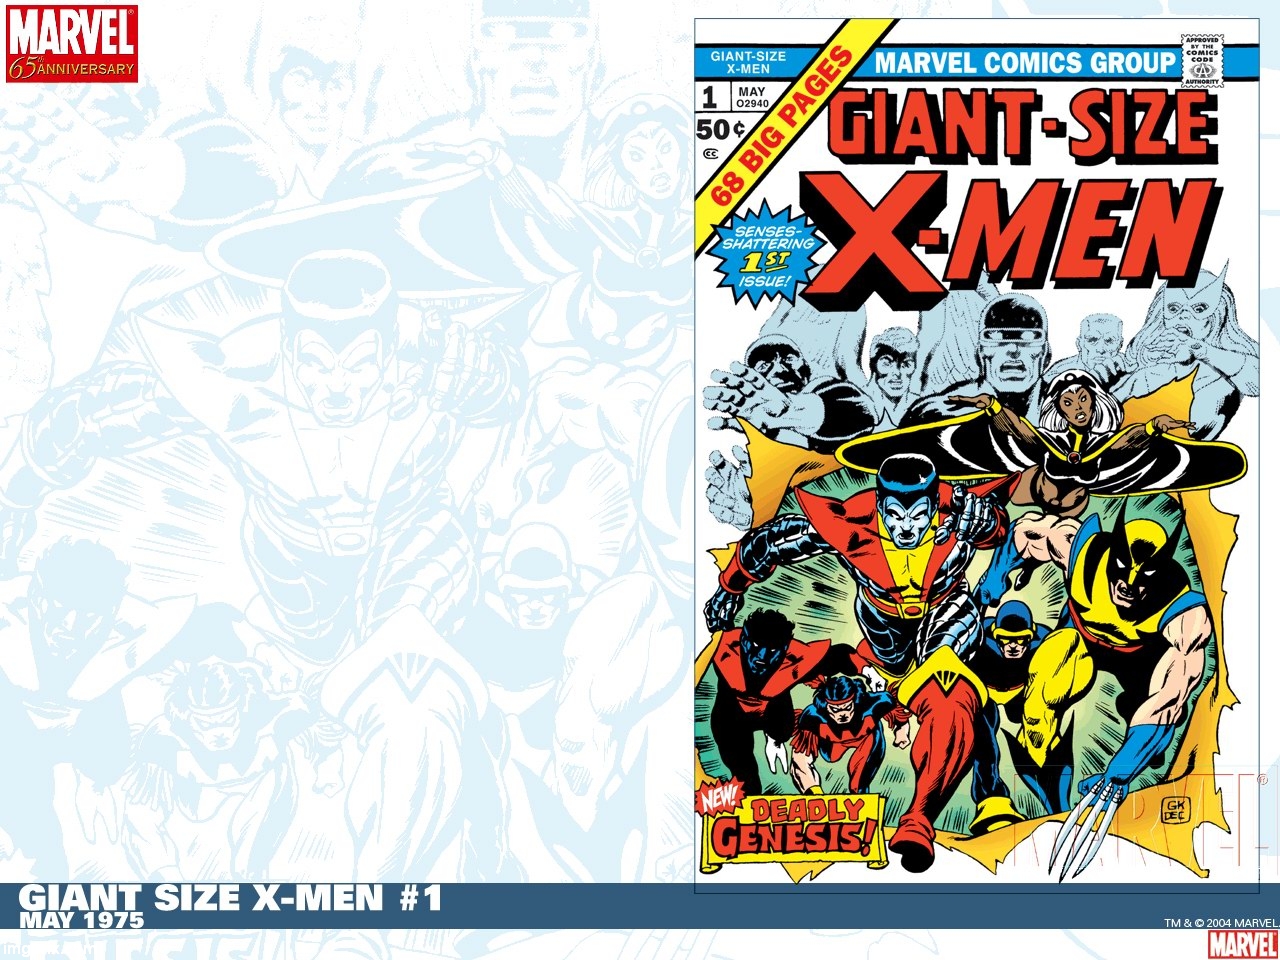 MARVEL
65th ANNIVERSARY
GIANT-SIZE
X-MEN
MARVEL COMICS GROUP
APPROVED
BY THE
COMICS
CODE
AUTHORITY
1
MAY
02940
50¢
CC
68 BIG PAGES
GIANT-SIZE
X-MEN
SENSES-
SHATTERING
1ST
ISSUE!
NEW!
DEADLY
GENESIS!
GK
DEC
MARVEL
GIANT SIZE X-MEN #1
MAY 1975
TM & © 2004 MARVEL
MARVEL